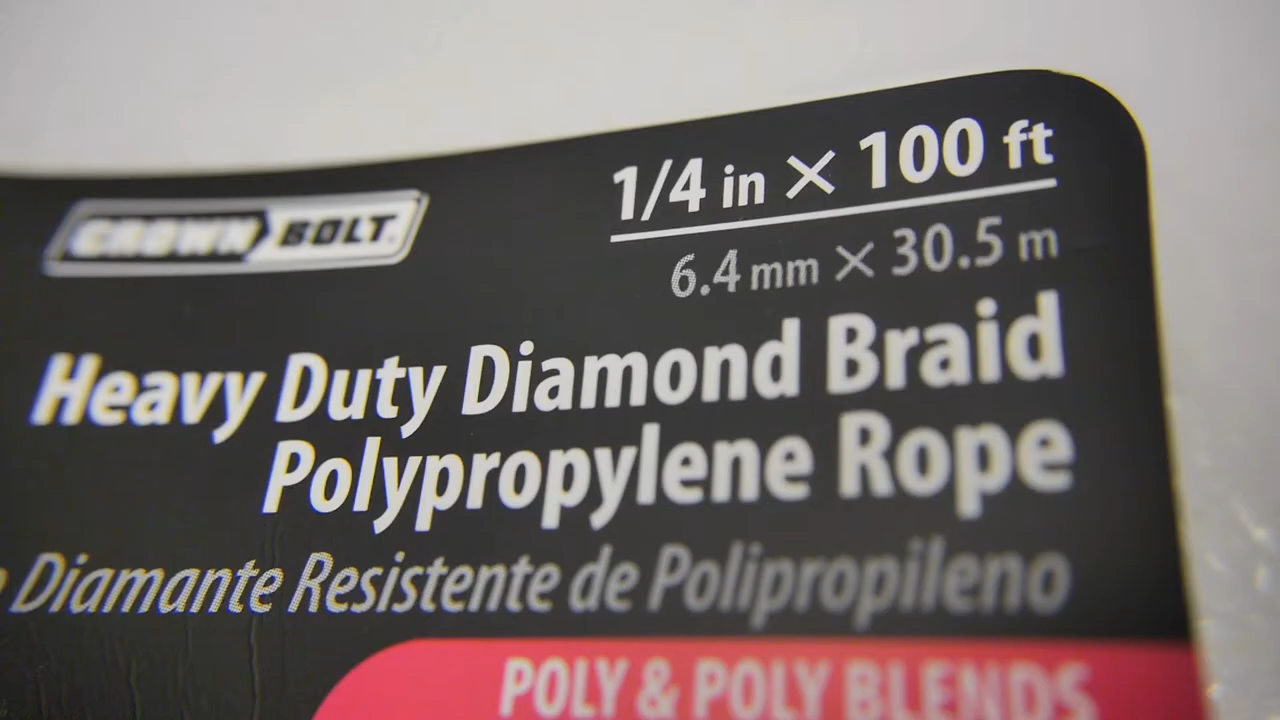 CROWN BOLT
1/4 in × 100 ft
6.4 mm × 30.5 m
Heavy Duty Diamond Braid
Polypropylene Rope
Diamante Resistente de Polipropileno
POLY & POLY BLENDS